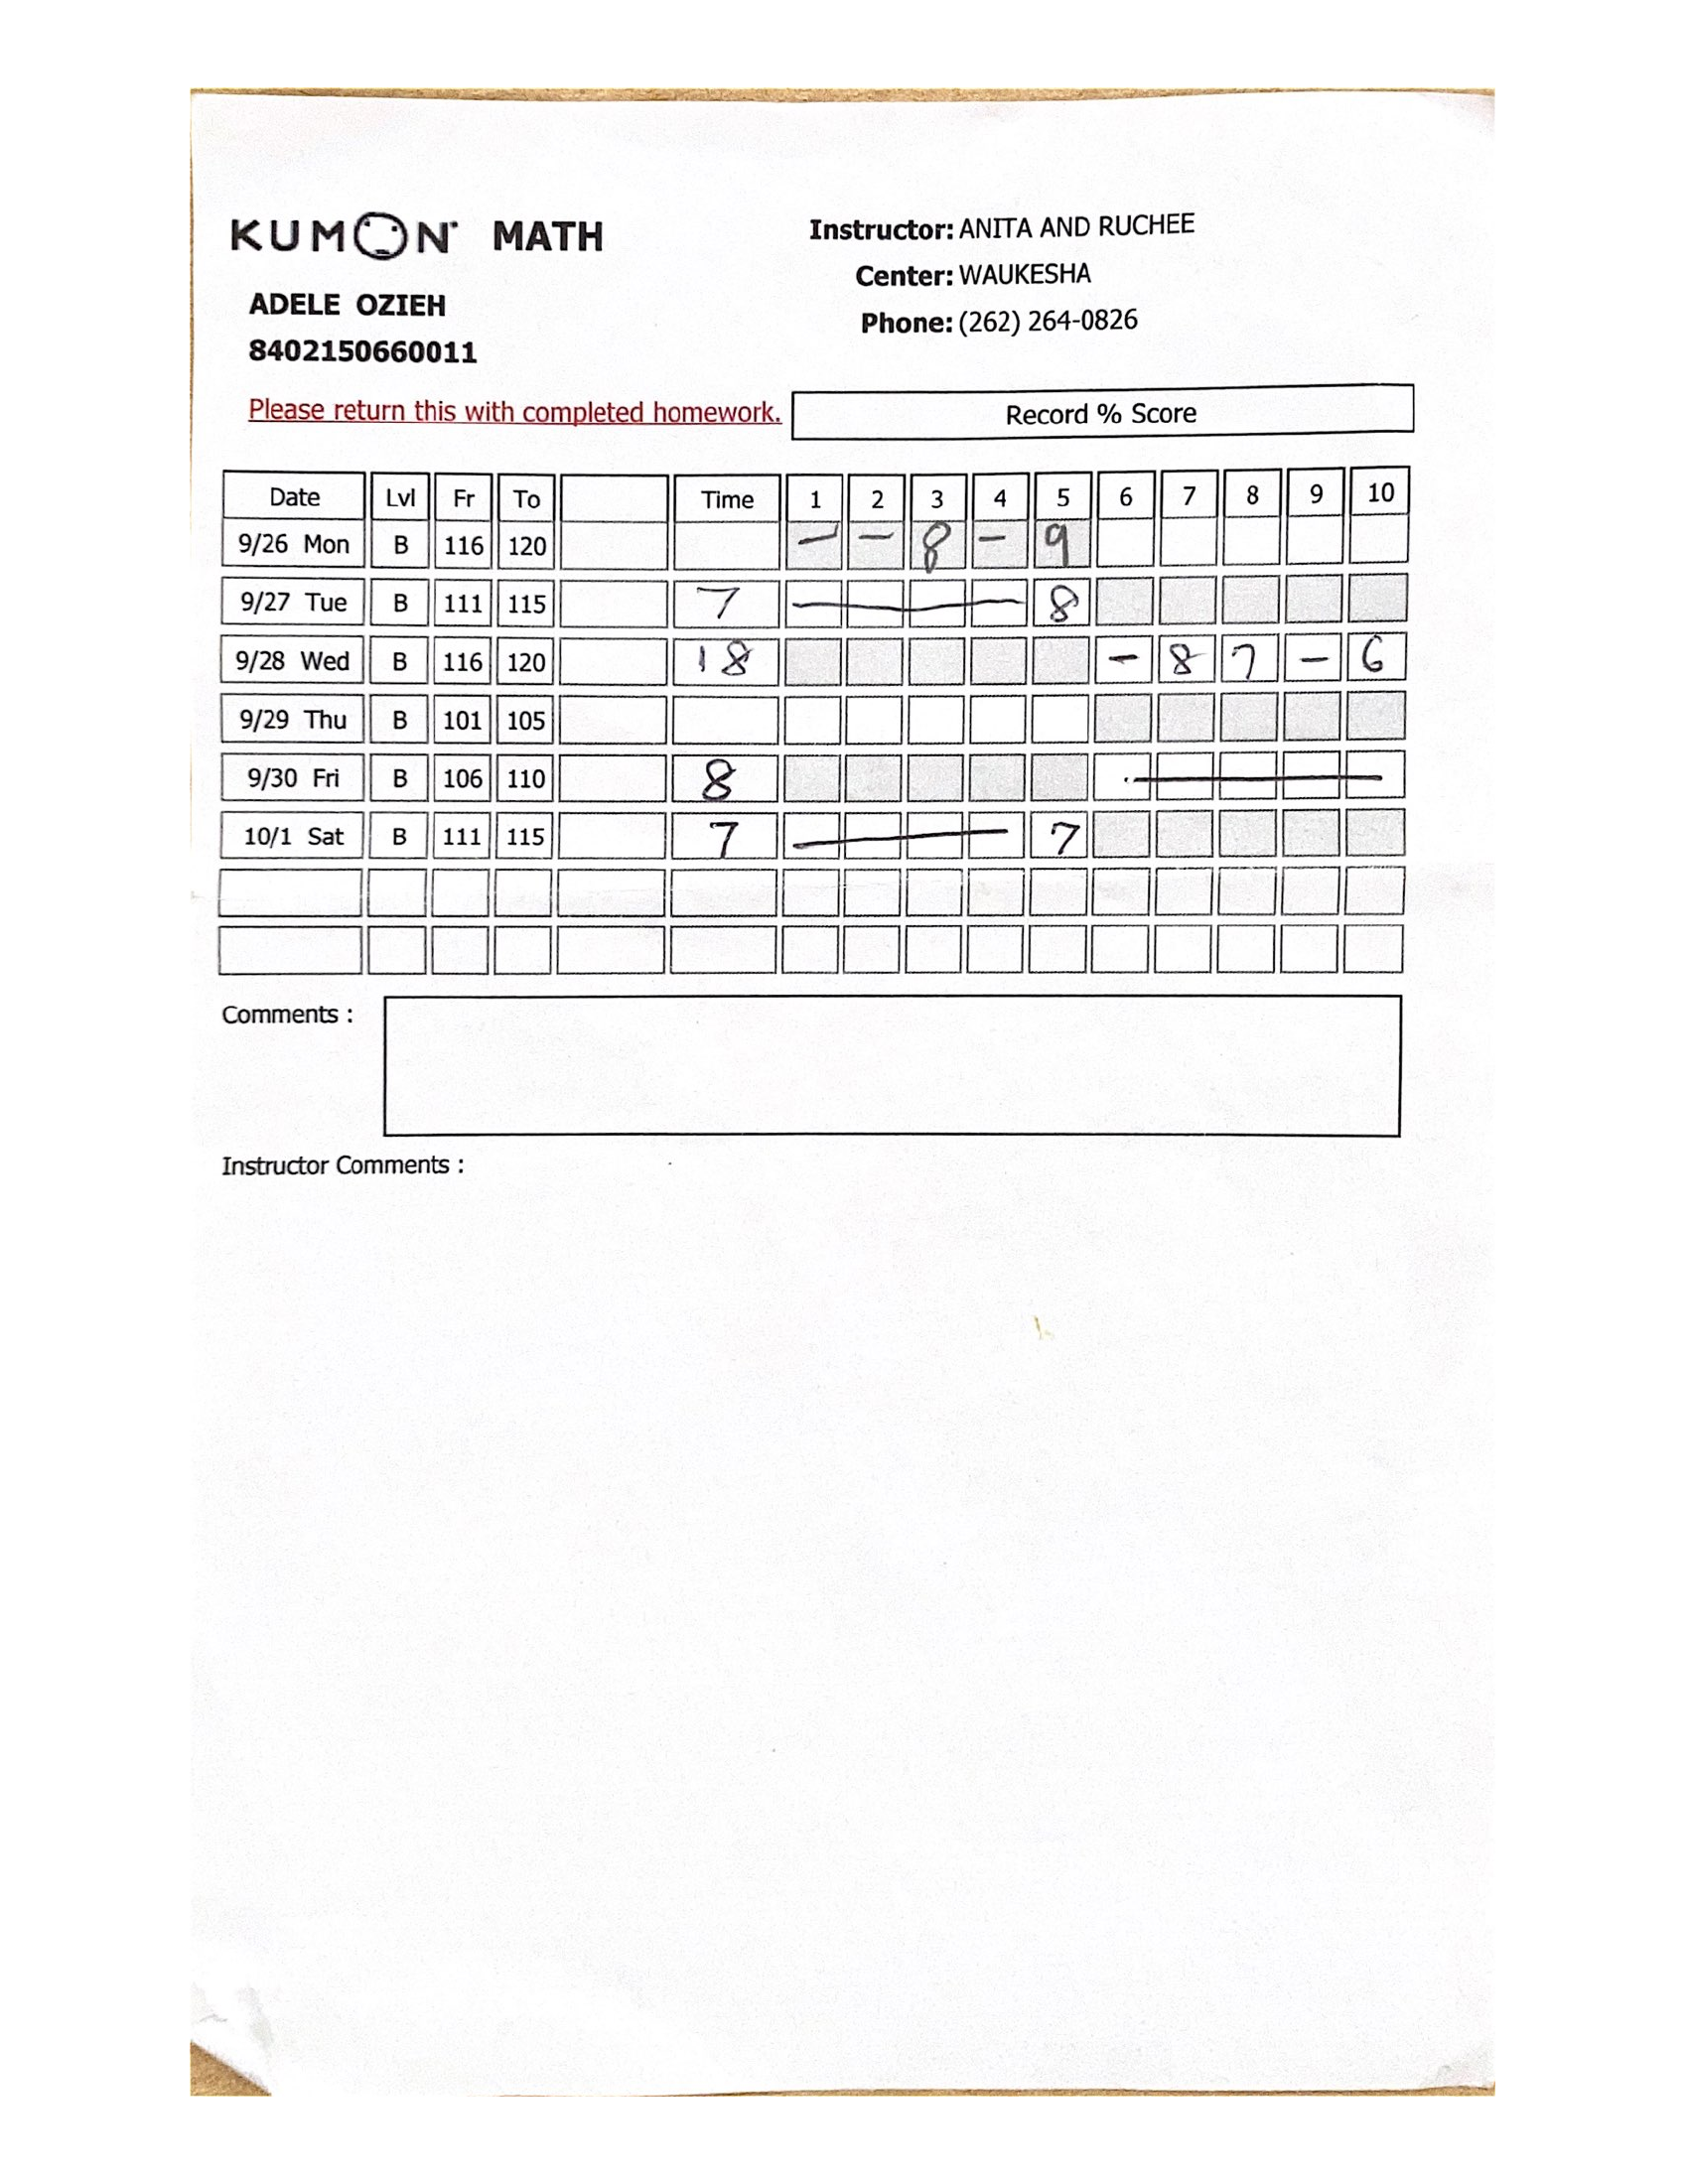 KUMON MATH
Instructor: ANITA AND RUCHEE
Center: WAUKESHA
Phone: (262) 264-0826
ADELE OZIEH
8402150660011
Please return this with completed homework.
Record % Score
Date Lvl Fr To Time 1 2 3 4 5 6 7 8 9 10
9/26 Mon B 116 120 - - 8 - 9
9/27 Tue B 111 115 7 — 8
9/28 Wed B 116 120 18 - 8 7 - 6
9/29 Thu B 101 105
9/30 Fri B 106 110 8 —
10/1 Sat B 111 115 7 — 7
Comments :
Instructor Comments :